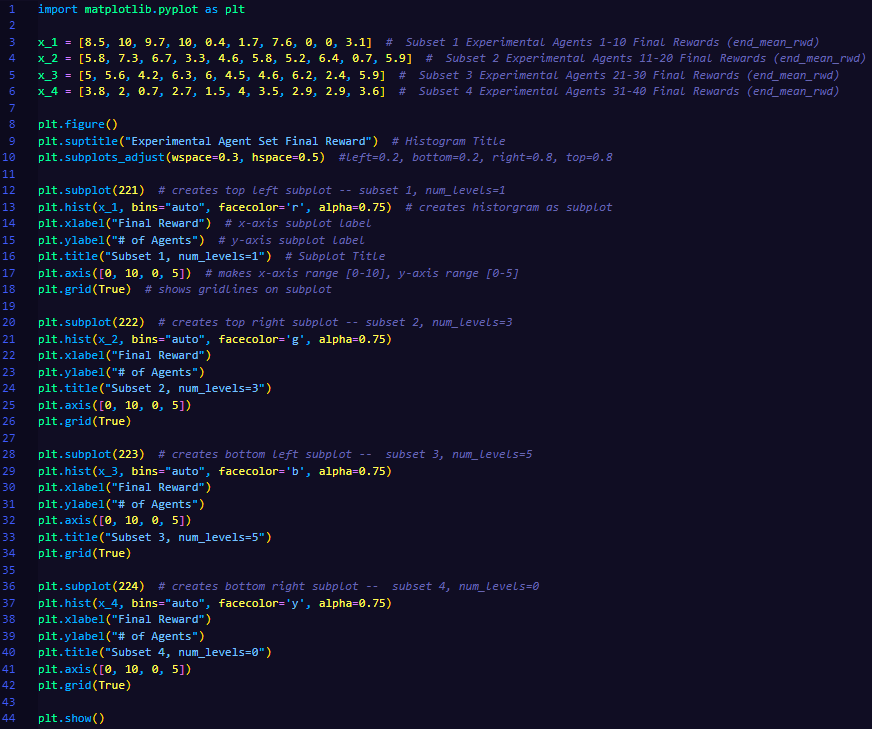 1 import matplotlib.pyplot as plt
2
3 x_1 = [8.5, 10, 9.7, 10, 0.4, 1.7, 7.6, 0, 0, 3.1]  #  Subset 1 Experimental Agents 1-10 Final Rewards (end_mean_rwd)
4 x_2 = [5.8, 7.3, 6.7, 3.3, 4.6, 5.8, 5.2, 6.4, 0.7, 5.9]  #  Subset 2 Experimental Agents 11-20 Final Rewards (end_mean_rwd)
5 x_3 = [5, 5.6, 4.2, 6.3, 6, 4.5, 4.6, 6.2, 2.4, 5.9]  #  Subset 3 Experimental Agents 21-30 Final Rewards (end_mean_rwd)
6 x_4 = [3.8, 2, 0.7, 2.7, 1.5, 4, 3.5, 2.9, 2.9, 3.6]  #  Subset 4 Experimental Agents 31-40 Final Rewards (end_mean_rwd)
7
8 plt.figure()
9 plt.suptitle("Experimental Agent Set Final Reward")  # Histogram Title
10 plt.subplots_adjust(wspace=0.3, hspace=0.5)  #left=0.2, bottom=0.2, right=0.8, top=0.8
11
12 plt.subplot(221)  # creates top left subplot -- subset 1, num_levels=1
13 plt.hist(x_1, bins="auto", facecolor='r', alpha=0.75)  # creates historgram as subplot
14 plt.xlabel("Final Reward")  # x-axis subplot label
15 plt.ylabel("# of Agents")  # y-axis subplot label
16 plt.title("Subset 1, num_levels=1")  # Subplot Title
17 plt.axis([0, 10, 0, 5])  # makes x-axis range [0-10], y-axis range [0-5]
18 plt.grid(True)  # shows gridlines on subplot
19
20 plt.subplot(222)  # creates top right subplot -- subset 2, num_levels=3
21 plt.hist(x_2, bins="auto", facecolor='g', alpha=0.75)
22 plt.xlabel("Final Reward")
23 plt.ylabel("# of Agents")
24 plt.title("Subset 2, num_levels=3")
25 plt.axis([0, 10, 0, 5])
26 plt.grid(True)
27
28 plt.subplot(223)  # creates bottom left subplot --  subset 3, num_levels=5
29 plt.hist(x_3, bins="auto", facecolor='b', alpha=0.75)
30 plt.xlabel("Final Reward")
31 plt.ylabel("# of Agents")
32 plt.axis([0, 10, 0, 5])
33 plt.title("Subset 3, num_levels=5")
34 plt.grid(True)
35
36 plt.subplot(224)  # creates bottom right subplot --  subset 4, num_levels=0
37 plt.hist(x_4, bins="auto", facecolor='y', alpha=0.75)
38 plt.xlabel("Final Reward")
39 plt.ylabel("# of Agents")
40 plt.title("Subset 4, num_levels=0")
41 plt.axis([0, 10, 0, 5])
42 plt.grid(True)
43
44 plt.show()